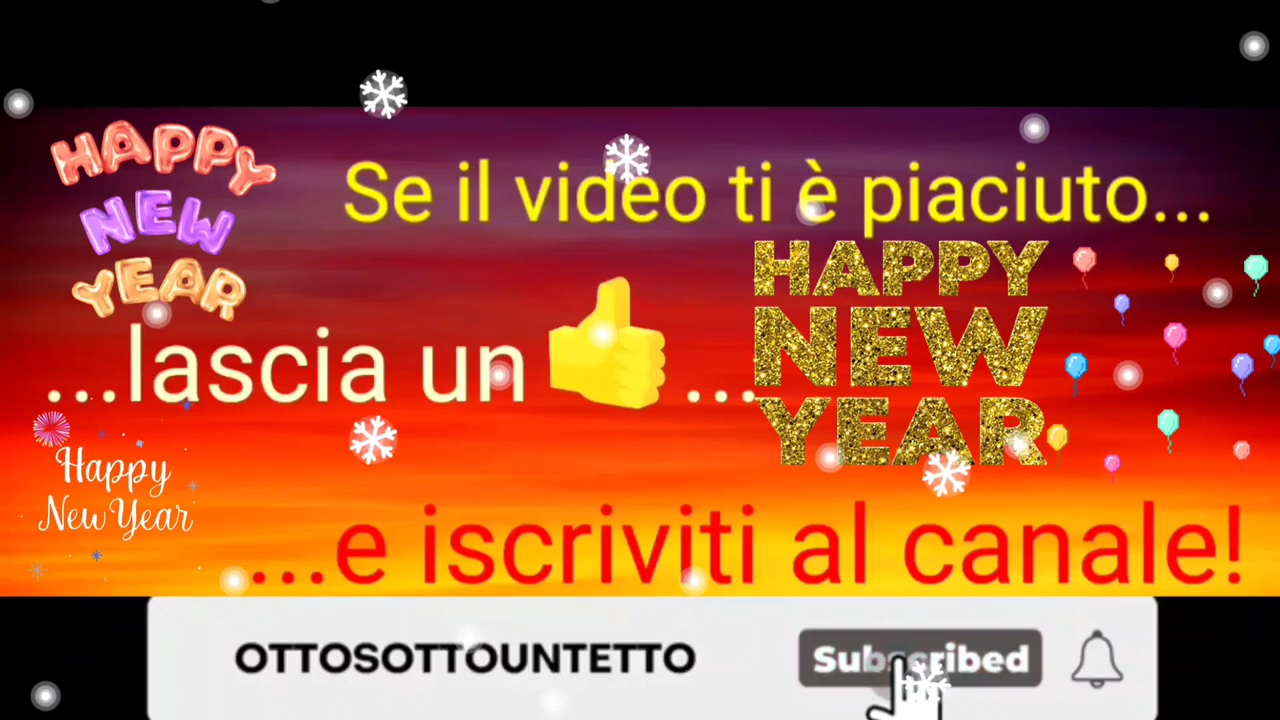 HAPPY
NEW
YEAR
Se il video ti è piaciuto...
HAPPY
NEW
YEAR
...lascia un
...
Happy
New Year
...e iscriviti al canale!
OTTOSOTTOUNTETTO
Subscribed